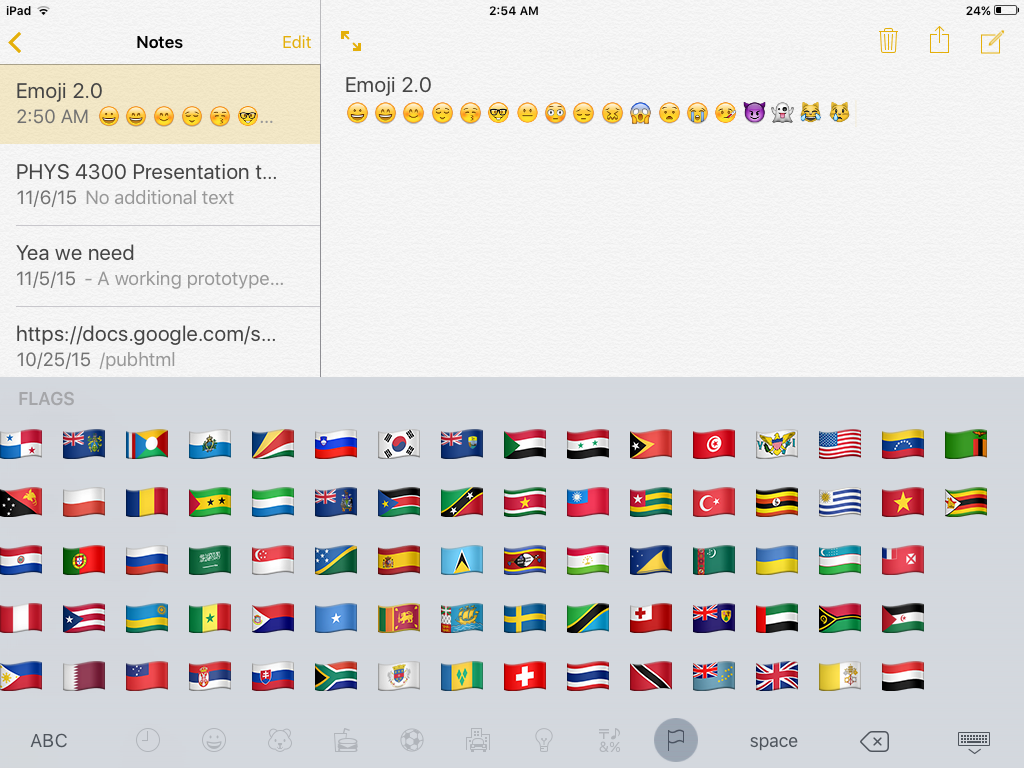 iPad 2:54 AM 24%
Notes Edit
Emoji 2.0
2:50 AM 😀😄😊😌😚🤓...
PHYS 4300 Presentation t...
11/6/15 No additional text
Yea we need
11/5/15 - A working prototype...
https://docs.google.com/s...
10/25/15 /pubhtml
Emoji 2.0
FLAGS
ABC
space